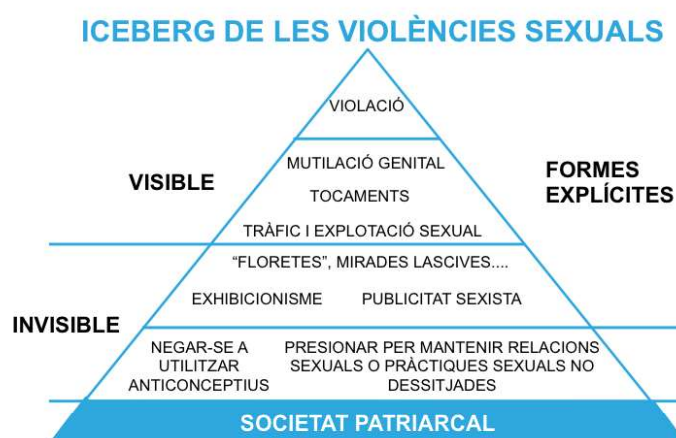 ICEBERG DE LES VIOLÈNCIES SEXUALS
VIOLACIÓ
MUTILACIÓ GENITAL
VISIBLE
FORMES
EXPLÍCITES
TOCAMENTS
TRÀFIC I EXPLOTACIÓ SEXUAL
“FLORETES”, MIRADES LASCIVES....
EXHIBICIONISME
PUBLICITAT SEXISTA
INVISIBLE
NEGAR-SE A
UTILITZAR
ANTICONCEPTIUS
PRESIONAR PER MANTENIR RELACIONS
SEXUALS O PRÀCTIQUES SEXUALS NO
DESSITJADES
SOCIETAT PATRIARCAL